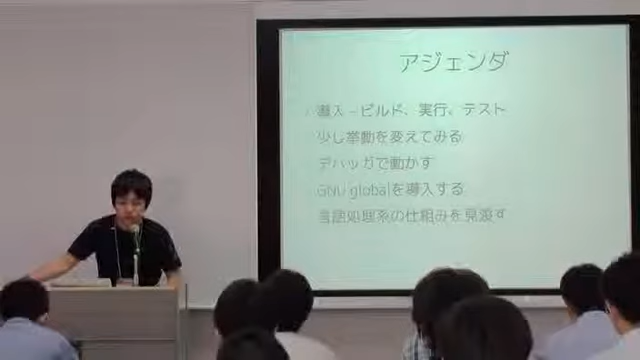 アジェンダ
導入 – ビルド、実行、テスト
少し挙動を変えてみる
デバッガで動かす
GNU globalを導入する
言語処理系の仕組みを見渡す